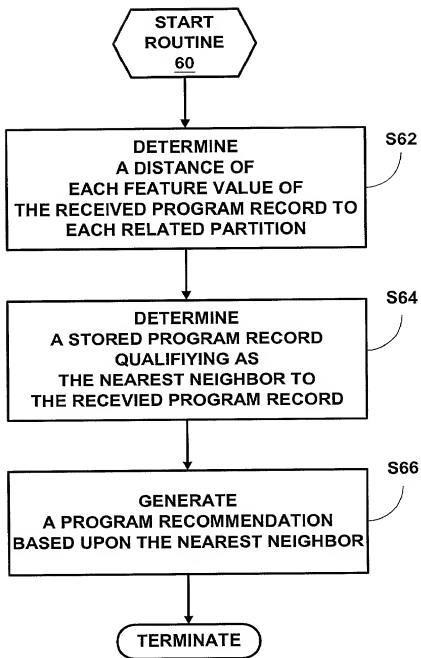 START
ROUTINE
60
S62
DETERMINE
A DISTANCE OF
EACH FEATURE VALUE OF
THE RECEIVED PROGRAM RECORD TO
EACH RELATED PARTITION
S64
DETERMINE
A STORED PROGRAM RECORD
QUALIFIYING AS
THE NEAREST NEIGHBOR TO
THE RECEVIED PROGRAM RECORD
S66
GENERATE
A PROGRAM RECOMMENDATION
BASED UPON THE NEAREST NEIGHBOR
TERMINATE